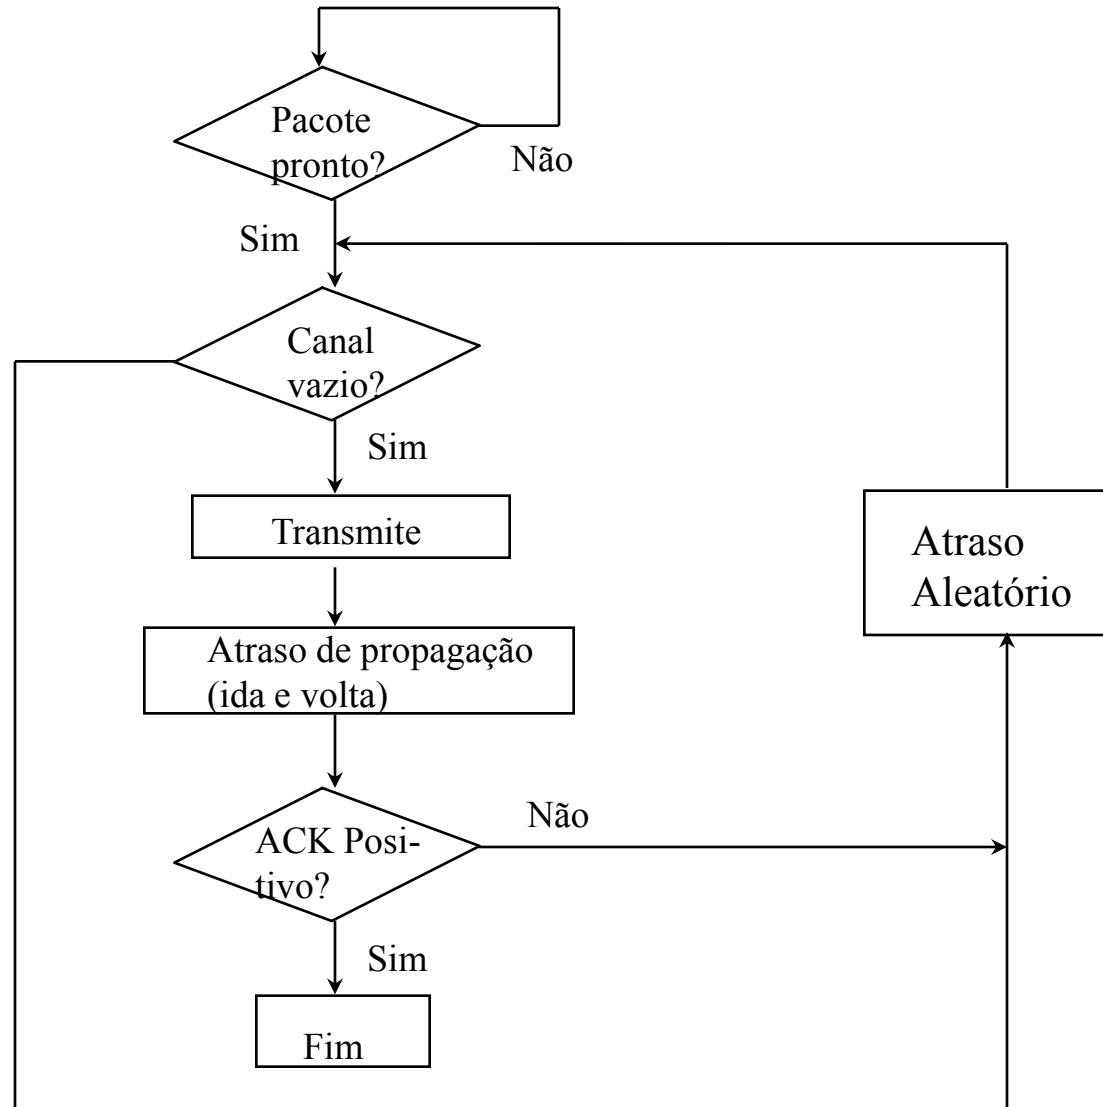 Pacote
pronto?
Não
Sim
Canal
vazio?
Sim
Transmite
Atraso
Aleatório
Atraso de propagação
(ida e volta)
Não
ACK Posi-
tivo?
Sim
Fim